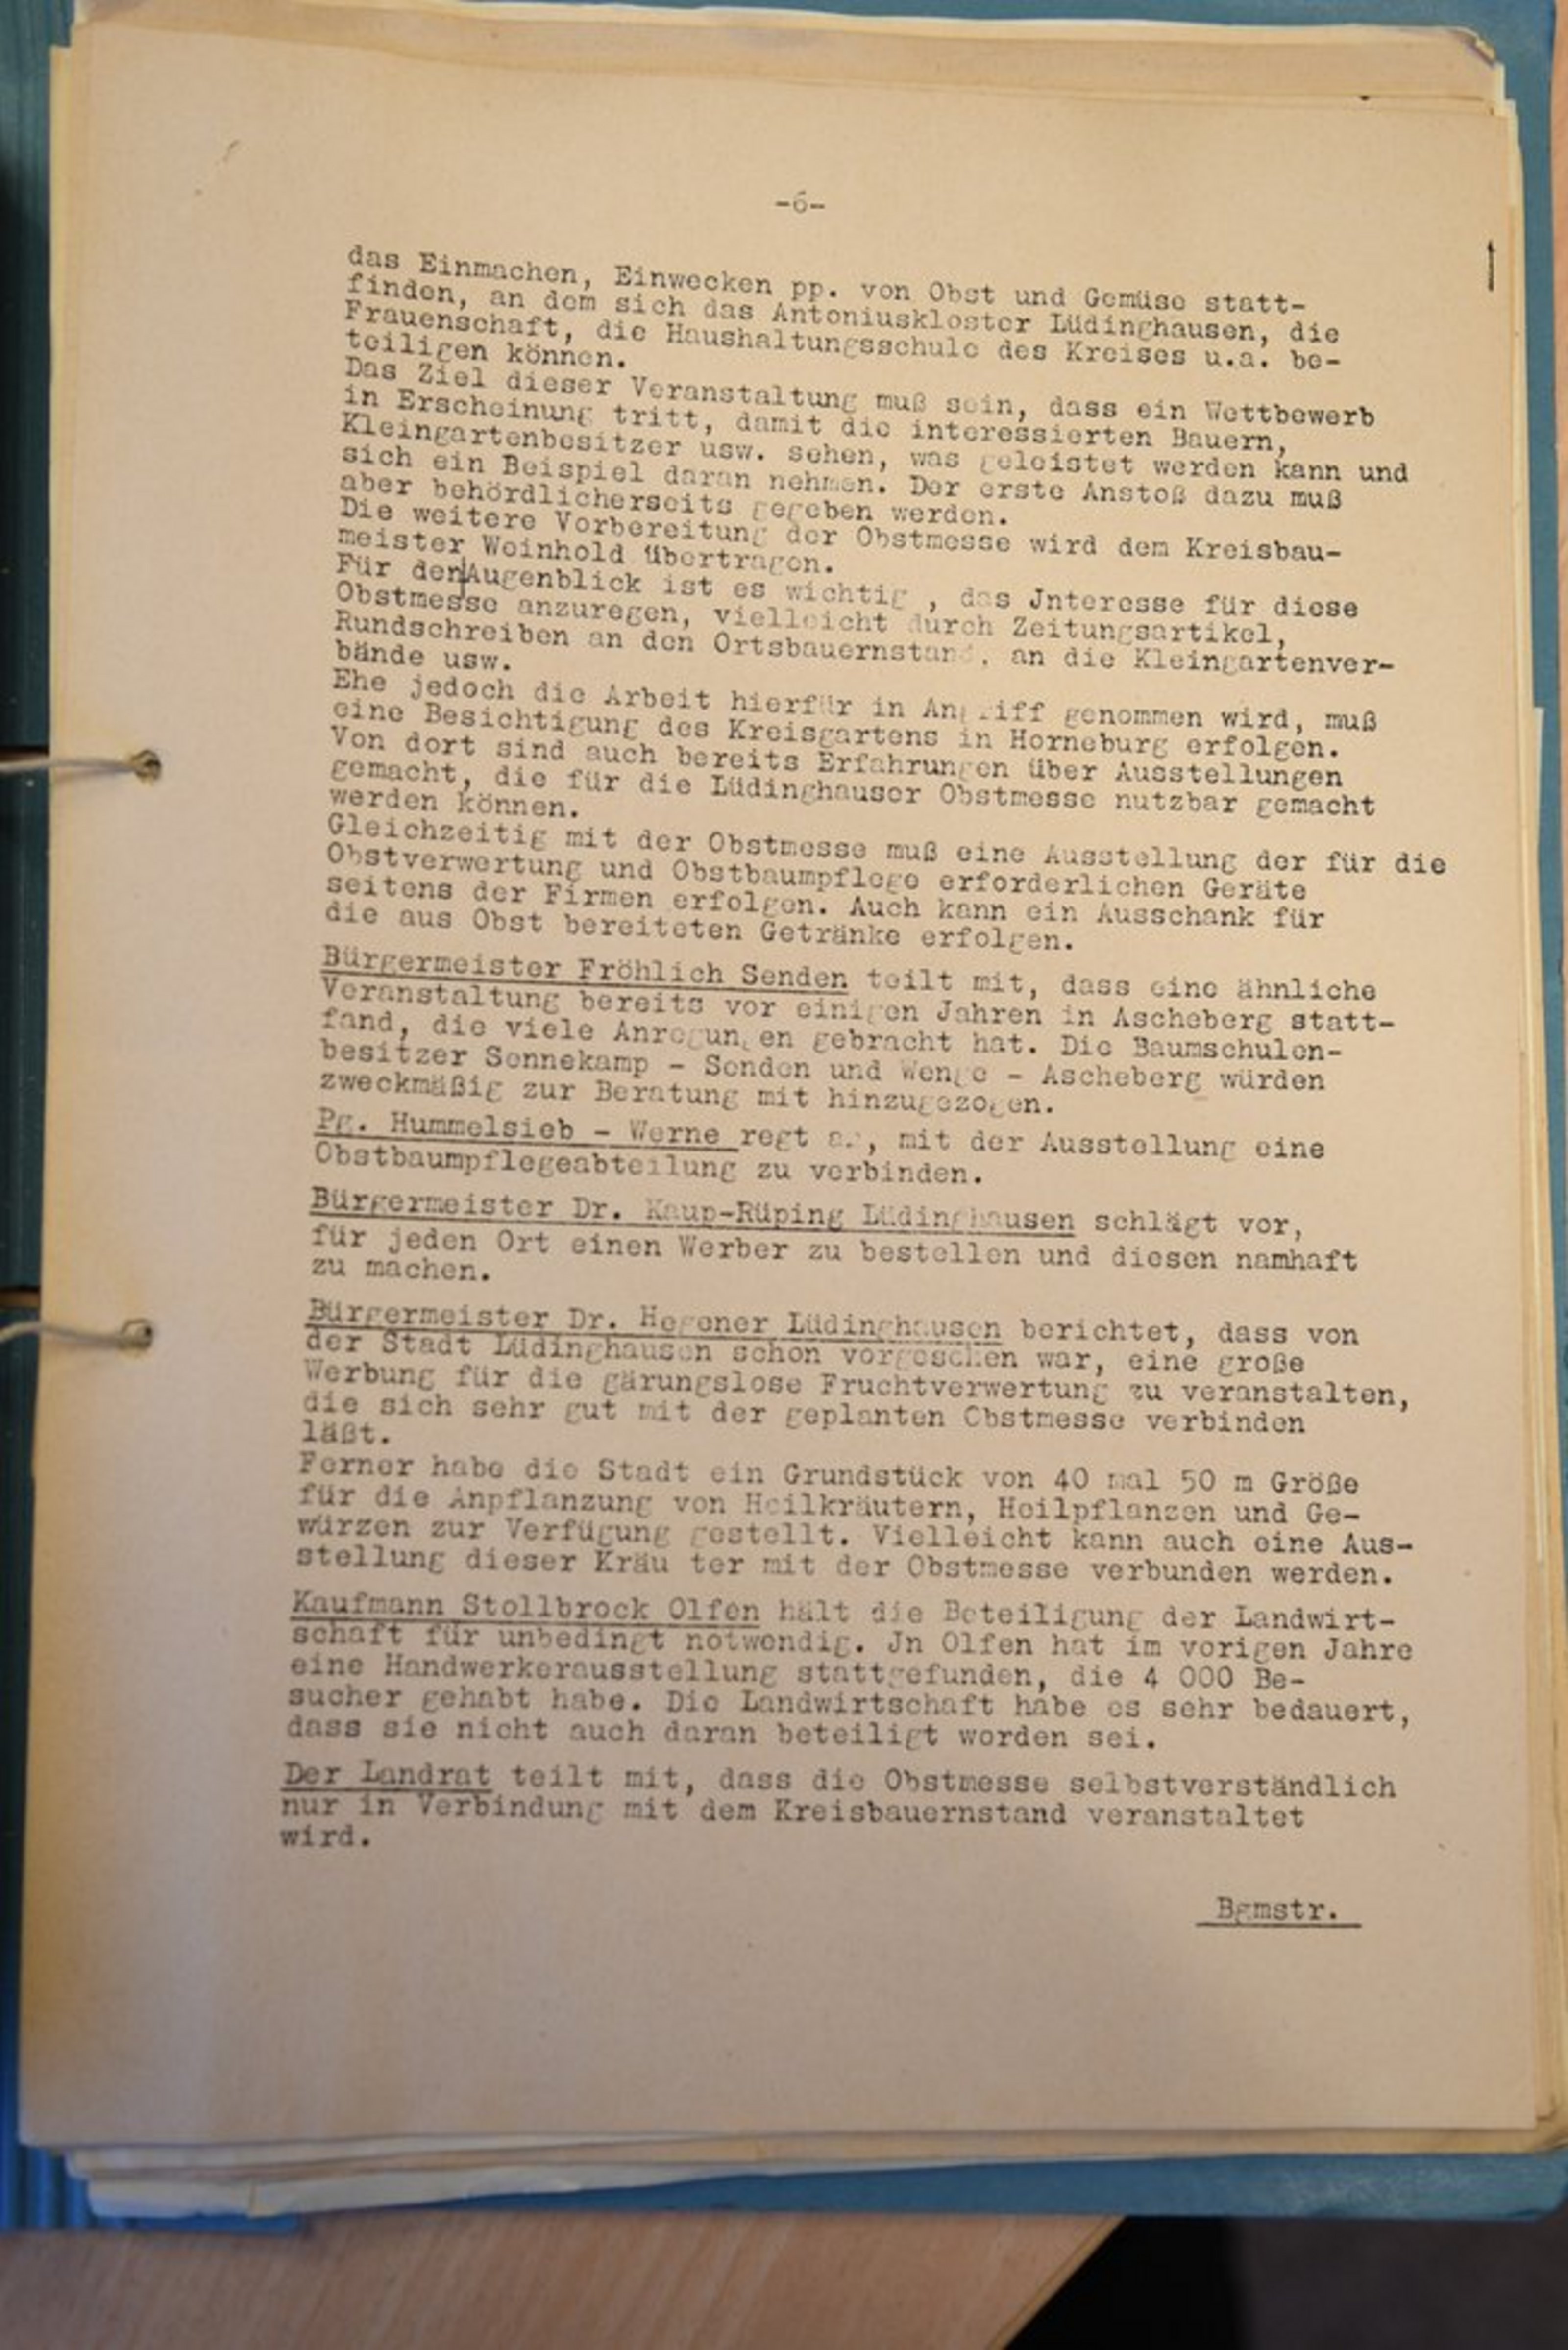 -6-
das Einmachen, Einwecken pp. von Obst und Gemüse statt-
finden, an dem sich das Antoniuskloster Lüdinghausen, die
Frauenschaft, die Haushaltungsschule des Kreises u.a. be-
teiligen können.
Das Ziel dieser Veranstaltung muß sein, dass ein Wettbewerb
in Erscheinung tritt, damit die interessierten Bauern,
Kleingartenbesitzer usw. sehen, was geleistet werden kann und
sich ein Beispiel daran nehmen. Der erste Anstoß dazu muß
aber behördlicherseits gegeben werden.
Die weitere Vorbereitung der Obstmesse wird dem Kreisbau-
meister Weinhold übertragen.
Für den Augenblick ist es wichtig , das Jnteresse für diese
Obstmesse anzuregen, vielleicht durch Zeitungsartikel,
Rundschreiben an den Ortsbauernstand, an die Kleingartenver-
bände usw.
Ehe jedoch die Arbeit hierfür in Angriff genommen wird, muß
eine Besichtigung des Kreisgartens in Horneburg erfolgen.
Von dort sind auch bereits Erfahrungen über Ausstellungen
gemacht, die für die Lüdinghauser Obstmesse nutzbar gemacht
werden können.
Gleichzeitig mit der Obstmesse muß eine Ausstellung der für die
Obstverwertung und Obstbaumpflege erforderlichen Geräte
seitens der Firmen erfolgen. Auch kann ein Ausschank für
die aus Obst bereiteten Getränke erfolgen.
Bürgermeister Fröhlich Senden teilt mit, dass eine ähnliche
Veranstaltung bereits vor einigen Jahren in Ascheberg statt-
fand, die viele Anregungen gebracht hat. Die Baumschulen-
besitzer Sennekamp - Senden und Wenge - Ascheberg würden
zweckmäßig zur Beratung mit hinzugezogen.
Pg. Hummelsieb - Werne regt an, mit der Ausstellung eine
Obstbaumpflegeabteilung zu verbinden.
Bürgermeister Dr. Kaup-Rüping Lüdinghausen schlägt vor,
für jeden Ort einen Werber zu bestellen und diesen namhaft
zu machen.
Bürgermeister Dr. Hegener Lüdinghausen berichtet, dass von
der Stadt Lüdinghausen schon vorgesehen war, eine große
Werbung für die gärungslose Fruchtverwertung zu veranstalten,
die sich sehr gut mit der geplanten Obstmesse verbinden
läßt.
Ferner habe die Stadt ein Grundstück von 40 mal 50 m Größe
für die Anpflanzung von Heilkräutern, Heilpflanzen und Ge-
würzen zur Verfügung gestellt. Vielleicht kann auch eine Aus-
stellung dieser Kräu ter mit der Obstmesse verbunden werden.
Kaufmann Stollbrock Olfen hält die Beteiligung der Landwirt-
schaft für unbedingt notwendig. Jn Olfen hat im vorigen Jahre
eine Handwerkerausstellung stattgefunden, die 4 000 Be-
sucher gehabt habe. Die Landwirtschaft habe es sehr bedauert,
dass sie nicht auch daran beteiligt worden sei.
Der Landrat teilt mit, dass die Obstmesse selbstverständlich
nur in Verbindung mit dem Kreisbauernstand veranstaltet
wird.
Bgmstr.